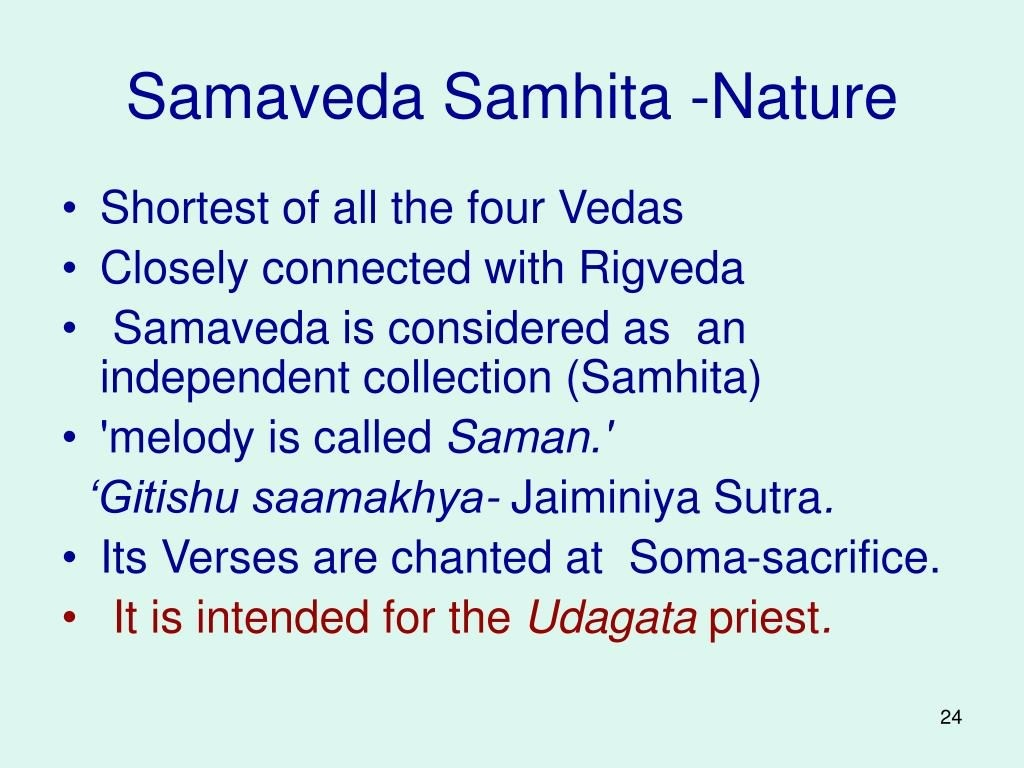 Samaveda Samhita -Nature
• Shortest of all the four Vedas
• Closely connected with Rigveda
• Samaveda is considered as  an
independent collection (Samhita)
• 'melody is called Saman.'
‘Gitishu saamakhya- Jaiminiya Sutra.
• Its Verses are chanted at  Soma-sacrifice.
• It is intended for the Udagata priest.
24